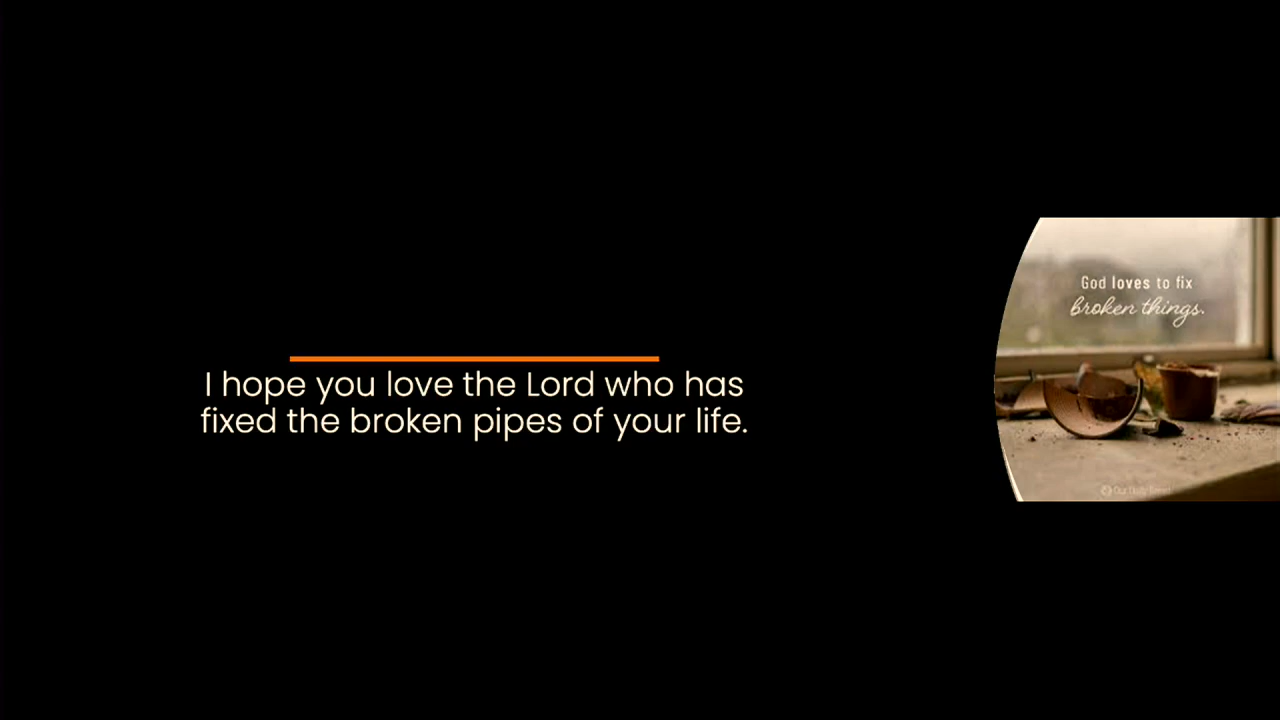 I hope you love the Lord who has
fixed the broken pipes of your life.
God loves to fix
broken things.